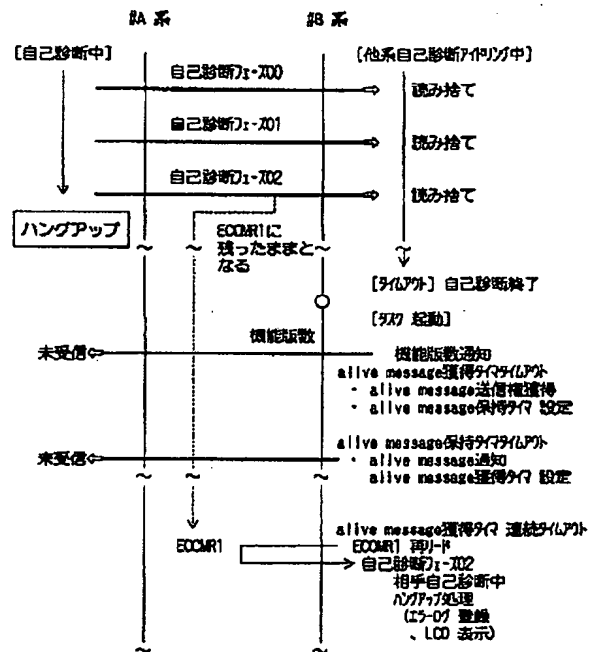 #A 系
#B 系
[自己診断中]
[他系自己診断アイドリング中]
自己診断フェーズ00
読み捨て
自己診断フェーズ01
読み捨て
自己診断フェーズ02
読み捨て
ハングアップ
ECCMR1に
残ったままと
なる
[タイムアウト] 自己診断終了
[タスク 起動]
機能版数
未受信
機能版数通知
alive message獲得タイマタイムアウト
・ alive message送信権獲得
・ alive message保持タイマ 設定
alive message保持タイマタイムアウト
未受信
・ alive message通知
alive message獲得タイマ 設定
alive message獲得タイマ 連続タイムアウト
ECCMR1
ECCMR1 再リード
自己診断フェーズ02
相手自己診断中
ハングアップ処理
(エラーログ 登録
、LCD 表示)